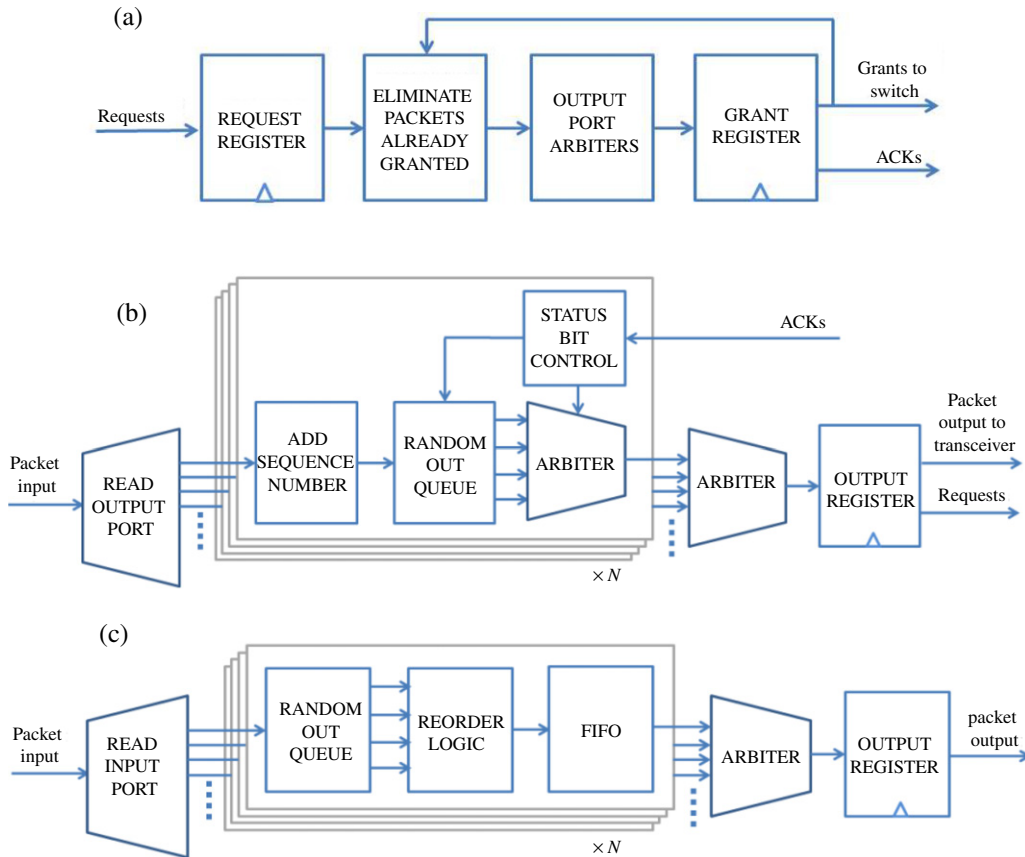 (a)
Requests
REQUEST
REGISTER
ELIMINATE
PACKETS
ALREADY
GRANTED
OUTPUT
PORT
ARBITERS
GRANT
REGISTER
Grants to
switch
ACKs
(b)
Packet
input
READ
OUTPUT
PORT
ADD
SEQUENCE
NUMBER
RANDOM
OUT
QUEUE
STATUS
BIT
CONTROL
ACKs
ARBITER
× N
ARBITER
OUTPUT
REGISTER
Packet
output to
transceiver
Requests
(c)
Packet
input
READ
INPUT
PORT
RANDOM
OUT
QUEUE
REORDER
LOGIC
FIFO
× N
ARBITER
OUTPUT
REGISTER
packet
output